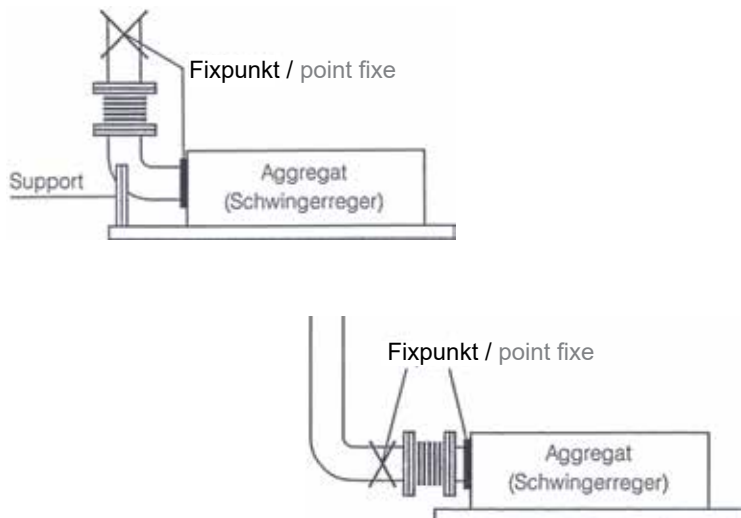 Fixpunkt / point fixe
Aggregat
(Schwingerreger)
Support
Fixpunkt / point fixe
Aggregat
(Schwingerreger)